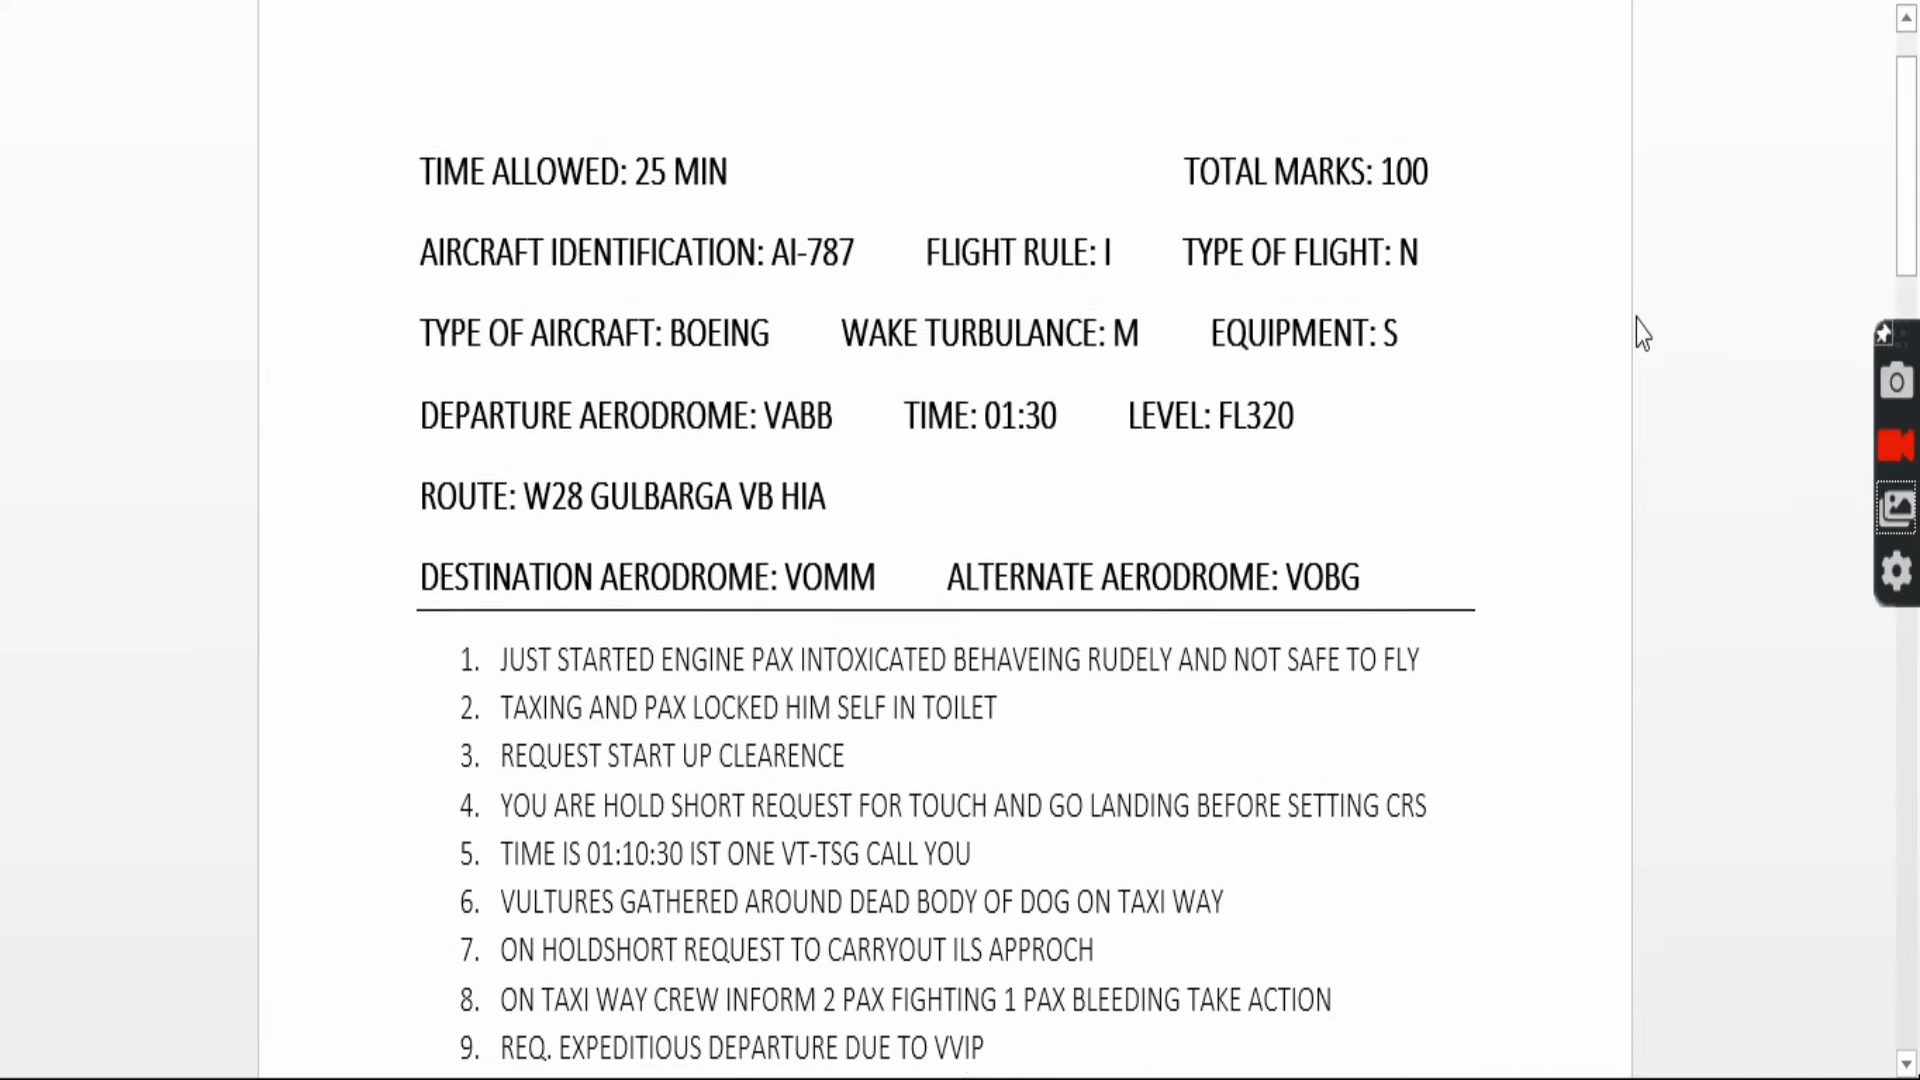 TIME ALLOWED: 25 MIN TOTAL MARKS: 100
AIRCRAFT IDENTIFICATION: AI-787 FLIGHT RULE: I TYPE OF FLIGHT: N
TYPE OF AIRCRAFT: BOEING WAKE TURBULANCE: M EQUIPMENT: S
DEPARTURE AERODROME: VABB TIME: 01:30 LEVEL: FL320
ROUTE: W28 GULBARGA VB HIA
DESTINATION AERODROME: VOMM ALTERNATE AERODROME: VOBG
1. JUST STARTED ENGINE PAX INTOXICATED BEHAVEING RUDELY AND NOT SAFE TO FLY
2. TAXING AND PAX LOCKED HIM SELF IN TOILET
3. REQUEST START UP CLEARENCE
4. YOU ARE HOLD SHORT REQUEST FOR TOUCH AND GO LANDING BEFORE SETTING CRS
5. TIME IS 01:10:30 IST ONE VT-TSG CALL YOU
6. VULTURES GATHERED AROUND DEAD BODY OF DOG ON TAXI WAY
7. ON HOLDSHORT REQUEST TO CARRYOUT ILS APPROCH
8. ON TAXI WAY CREW INFORM 2 PAX FIGHTING 1 PAX BLEEDING TAKE ACTION
9. REQ. EXPEDITIOUS DEPARTURE DUE TO VVIP